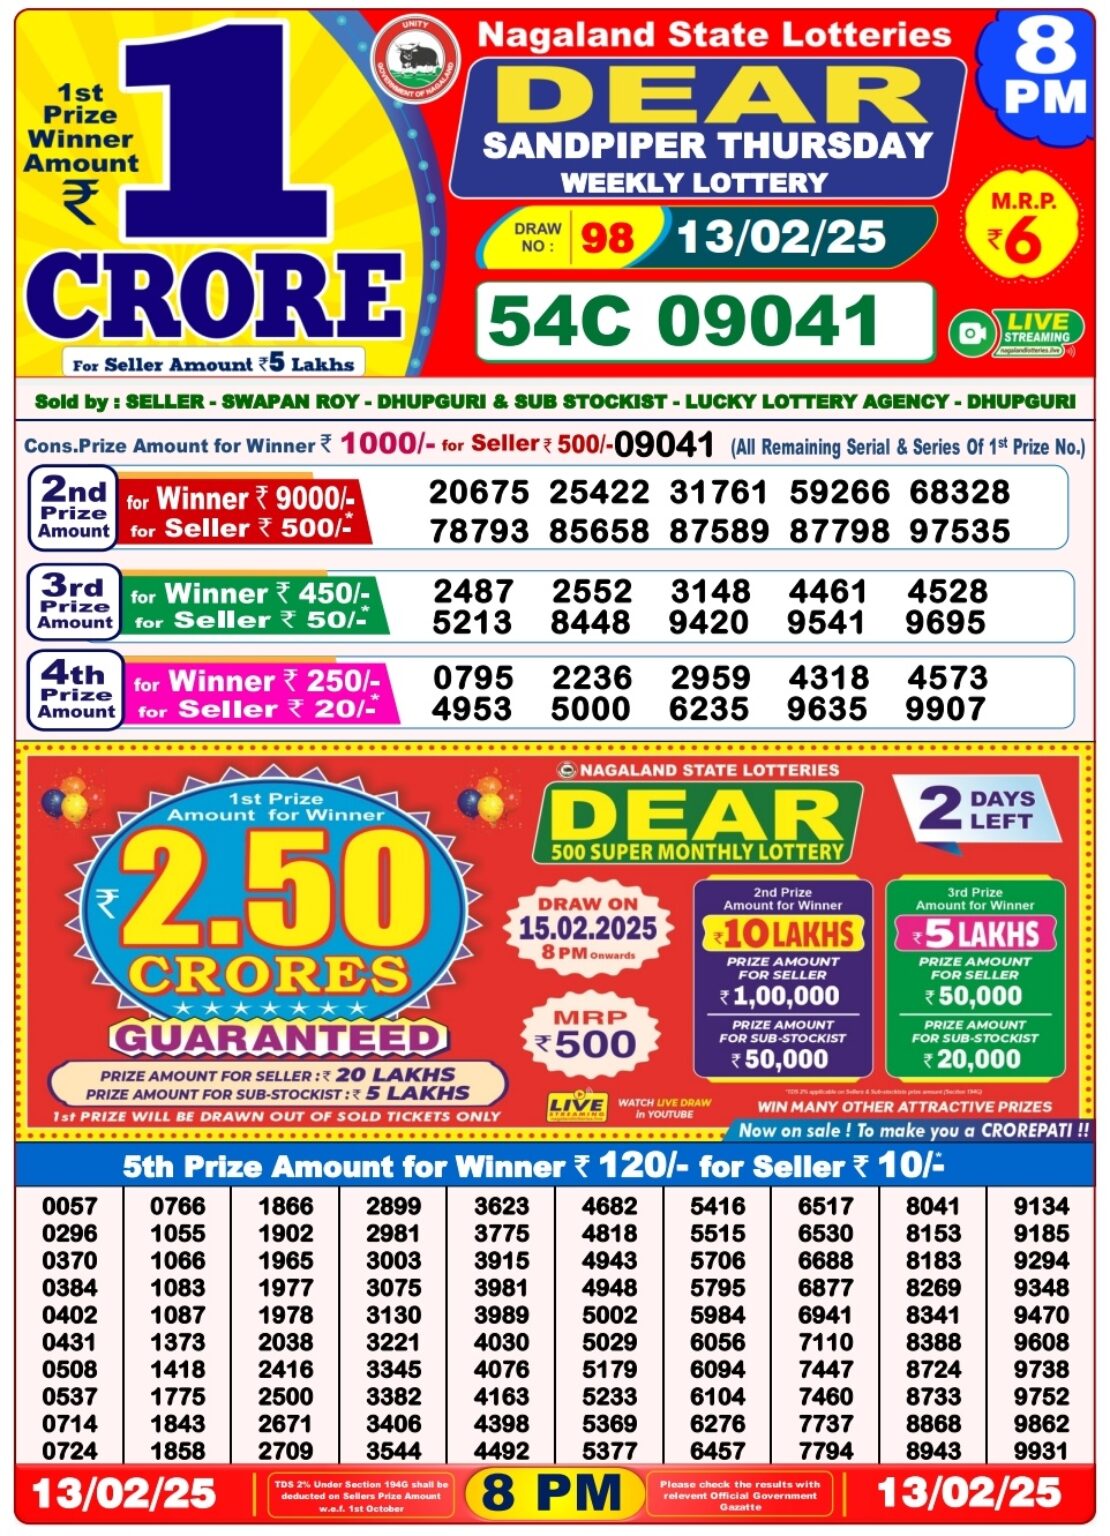 1st
Prize
Winner
Amount
₹
1
CRORE
For Seller Amount ₹5 Lakhs
UNITY
GOVERNMENT OF NAGALAND
Nagaland State Lotteries
DEAR
SANDPIPER THURSDAY
WEEKLY LOTTERY
8
PM
DRAW NO : 98 13/02/25
M.R.P.
₹6
54C 09041
LIVE
STREAMING
nagalandlotteries.live
Sold by : SELLER - SWAPAN ROY - DHUPGURI & SUB STOCKIST - LUCKY LOTTERY AGENCY - DHUPGURI
Cons.Prize Amount for Winner ₹ 1000/- for Seller ₹ 500/- 09041 (All Remaining Serial & Series Of 1st Prize No.)
2nd
Prize
Amount
for Winner ₹ 9000/-
for Seller ₹ 500/-*
20675 25422 31761 59266 68328
78793 85658 87589 87798 97535
3rd
Prize
Amount
for Winner ₹ 450/-
for Seller ₹ 50/-*
2487 2552 3148 4461 4528
5213 8448 9420 9541 9695
4th
Prize
Amount
for Winner ₹ 250/-
for Seller ₹ 20/-*
0795 2236 2959 4318 4573
4953 5000 6235 9635 9907
1st Prize
Amount for Winner
₹ 2.50
CRORES
GUARANTEED
PRIZE AMOUNT FOR SELLER :₹ 20 LAKHS
PRIZE AMOUNT FOR SUB-STOCKIST :₹ 5 LAKHS
1st PRIZE WILL BE DRAWN OUT OF SOLD TICKETS ONLY
NAGALAND STATE LOTTERIES
DEAR
500 SUPER MONTHLY LOTTERY
2 DAYS LEFT
DRAW ON
15.02.2025
8 PM Onwards
MRP
₹500
2nd Prize
Amount for Winner
₹10 LAKHS
PRIZE AMOUNT
FOR SELLER
₹ 1,00,000
PRIZE AMOUNT
FOR SUB-STOCKIST
₹ 50,000
3rd Prize
Amount for Winner
₹ 5 LAKHS
PRIZE AMOUNT
FOR SELLER
₹ 50,000
PRIZE AMOUNT
FOR SUB-STOCKIST
₹ 20,000
*TDS 2% applicable on Sellers & Sub-stockists prize amount (Section 194G)
LIVE
STREAMING
WATCH LIVE DRAW
in YOUTUBE
WIN MANY OTHER ATTRACTIVE PRIZES
Now on sale ! To make you a CROREPATI !!
5th Prize Amount for Winner ₹ 120/- for Seller ₹ 10/-*
0057 0766 1866 2899 3623 4682 5416 6517 8041 9134
0296 1055 1902 2981 3775 4818 5515 6530 8153 9185
0370 1066 1965 3003 3915 4943 5706 6688 8183 9294
0384 1083 1977 3075 3981 4948 5795 6877 8269 9348
0402 1087 1978 3130 3989 5002 5984 6941 8341 9470
0431 1373 2038 3221 4030 5029 6056 7110 8388 9608
0508 1418 2416 3345 4076 5179 6094 7447 8724 9738
0537 1775 2500 3382 4163 5233 6104 7460 8733 9752
0714 1843 2671 3406 4398 5369 6276 7737 8868 9862
0724 1858 2709 3544 4492 5377 6457 7794 8943 9931
13/02/25
TDS 2% Under Section 194G shall be
deducted on Sellers Prize Amount
w.e.f. 1st October
8 PM
Please check the results with
relevent Official Government
Gazatte
13/02/25